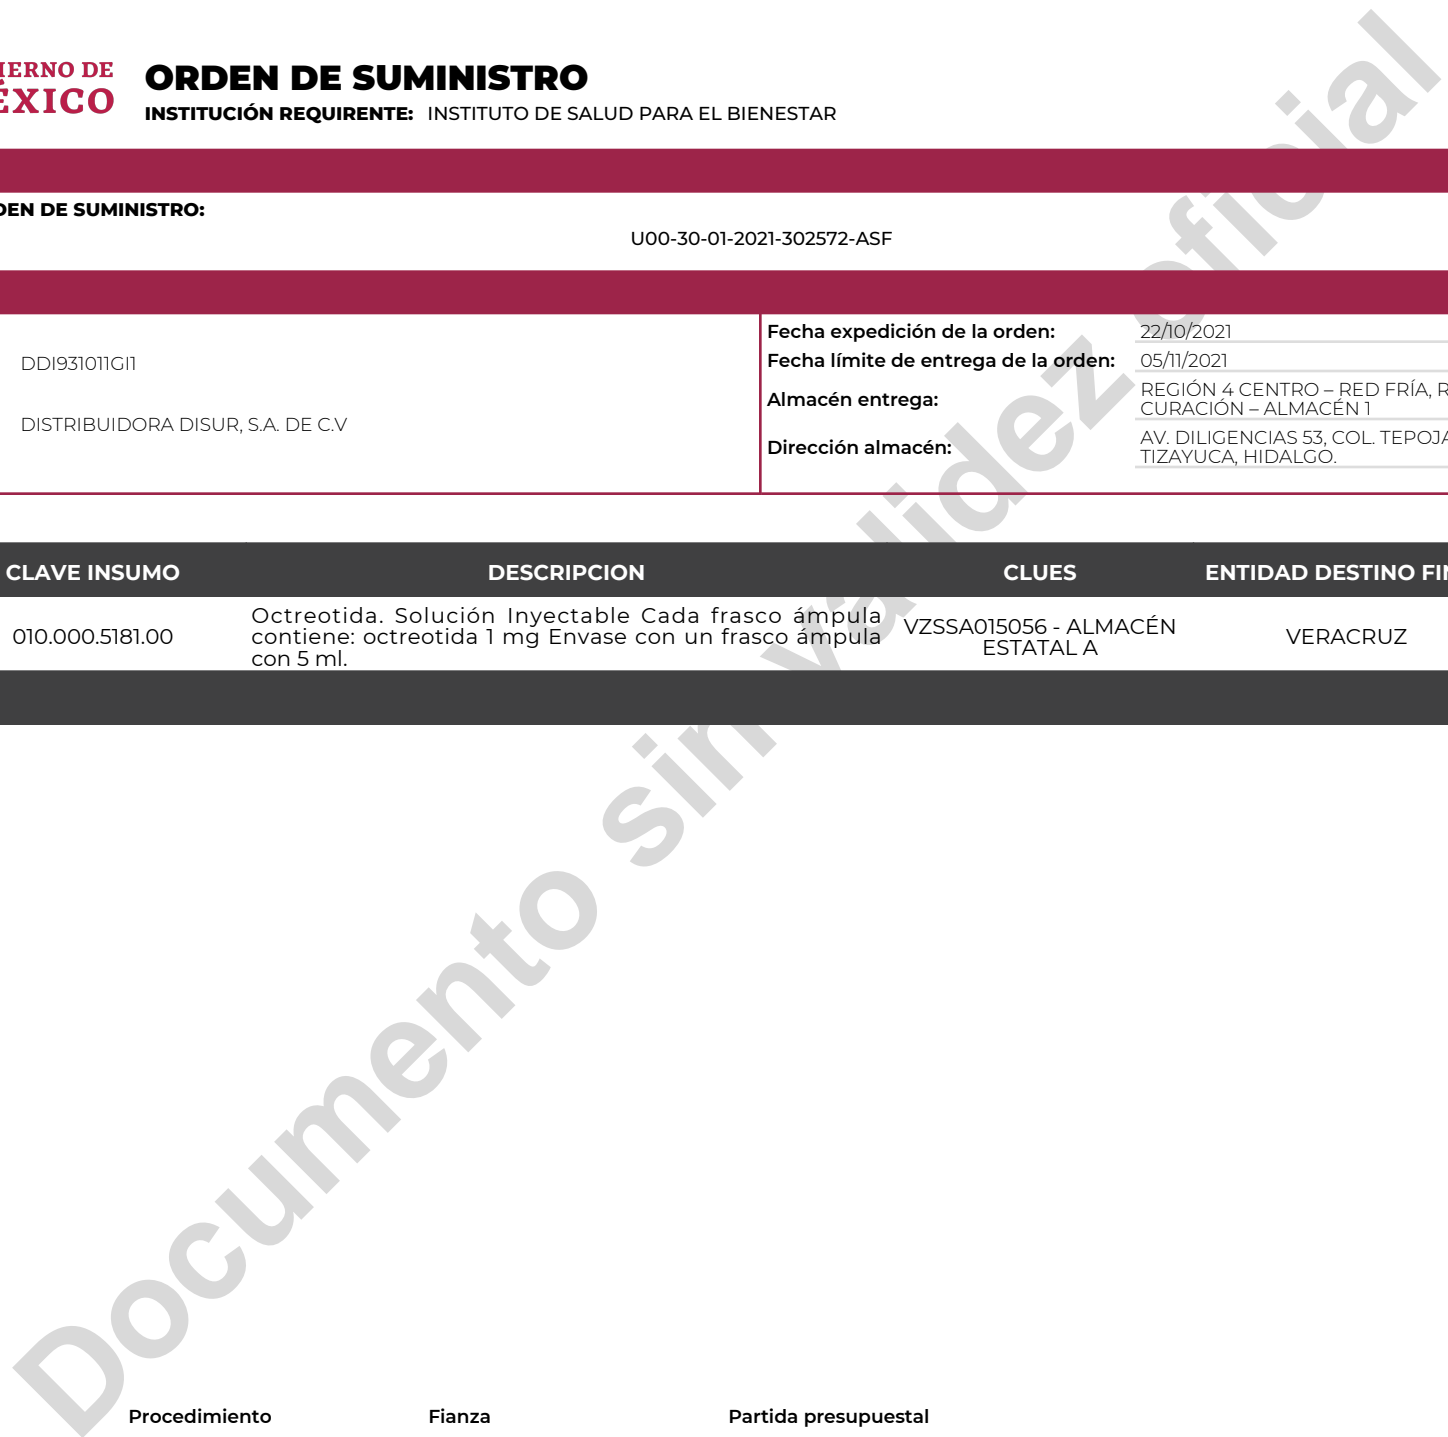 ORDEN DE SUMINISTRO
INSTITUCIÓN REQUIRENTE: INSTITUTO DE SALUD PARA EL BIENESTAR
DE
XICO
DE SUMINISTRO:
U00-30-01-2021-302572-ASF
DDI931011GI1
DISTRIBUIDORA DISUR, S.A. DE C.V
Fecha expedición de la orden: 22/10/2021
Fecha límite de entrega de la orden: 05/11/2021
Almacén entrega: REGIÓN 4 CENTRO – RED FRÍA,
CURACIÓN – ALMACÉN 1
Dirección almacén: AV. DILIGENCIAS 53, COL.
TIZAYUCA, HIDALGO.
CLAVE INSUMO DESCRIPCION CLUES ENTIDAD DESTINO
010.000.5181.00
Octreotida. Solución Inyectable Cada frasco ámpula
contiene: octreotida 1 mg Envase con un frasco ámpula
con 5 ml.
VZSSA015056 - ALMACÉN
ESTATAL A
VERACRUZ
Documento sin validez oficial
Procedimiento Fianza Partida presupuestal